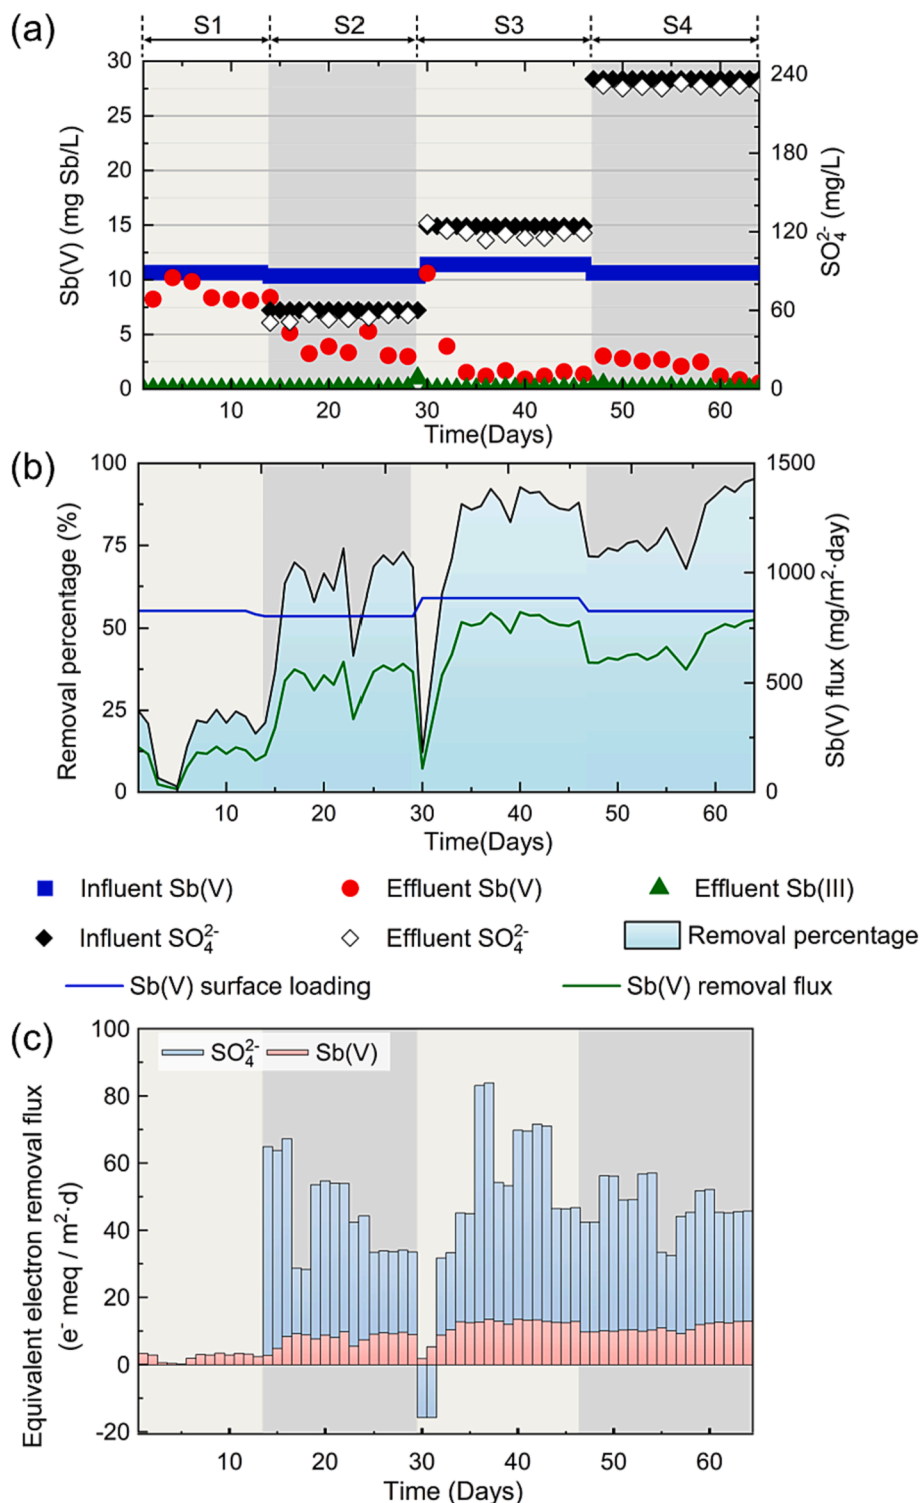 (a)
S1 S2 S3 S4
30
25
20
15
10
5
0
Sb(V) (mg Sb/L)
240
180
120
60
0
SO₄²⁻ (mg/L)
10 20 30 40 50 60
Time(Days)
(b)
100
75
50
25
0
Removal percentage (%)
1500
1000
500
0
Sb(V) flux (mg/m²·day)
10 20 30 40 50 60
Time(Days)
Influent Sb(V) Effluent Sb(V) Effluent Sb(III)
Influent SO₄²⁻ Effluent SO₄²⁻ Removal percentage
Sb(V) surface loading Sb(V) removal flux
(c)
SO₄²⁻ Sb(V)
100
80
60
40
20
0
-20
Equivalent electron removal flux
(e⁻ meq / m²·d)
10 20 30 40 50 60
Time (Days)